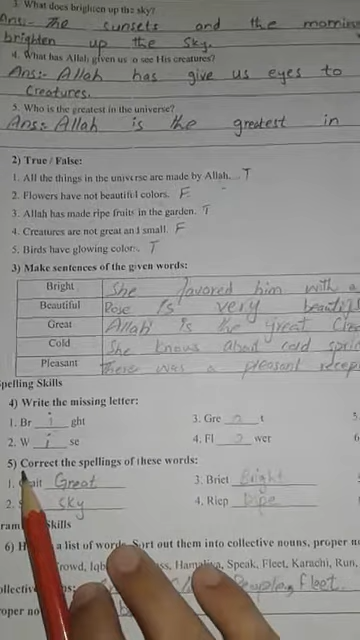 3. What does brighten up the sky?
Ans:- The sunsets and the morning
brighten up the sky.
4. What has Allah given us to see His creatures?
Ans:- Allah has give us eyes to
creatures.
5. Who is the greatest in the universe?
Ans:- Allah is the greatest in
2) True / False:
1. All the things in the universe are made by Allah. T
2. Flowers have not beautiful colors. F
3. Allah has made ripe fruits in the garden. T
4. Creatures are not great and small. F
5. Birds have glowing colors. T
3) Make sentences of the given words:
Bright She favored him with a
Beautiful Rose is very beautiful
Great Allah is the great
Cold She knows about cold
Pleasant There was a pleasant
Spelling Skills
4) Write the missing letter:
1. Br i ght 3. Gre a t 5
2. W i se 4. Fl o wer 6
5) Correct the spellings of these words:
Great 3. Briet Bright
2. Sky 4. Riep Ripe
Skills
6) a list of words. Sort out them into collective nouns, proper no
Crowd, Iqb Hamaliya, Speak, Fleet, Karachi, Run,
Fleet.